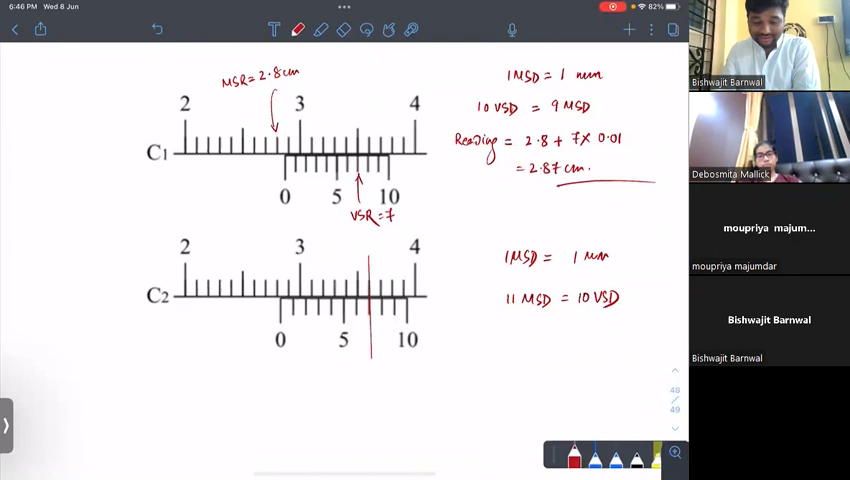 6:46 PM Wed 8 Jun
82%
MSR = 2.8 cm
2 3 4
C1
0 5 10
VSR = 7
1 MSD = 1 mm
10 VSD = 9 MSD
Reading = 2.8 + 7 × 0.01
= 2.87 cm.
2 3 4
C2
0 5 10
1 MSD = 1 mm
11 MSD = 10 VSD
48
49
Biswajit Barnwal
Debosmita Mallick
moupriya majum...
moupriya majumdar
Biswajit Barnwal
Biswajit Barnwal